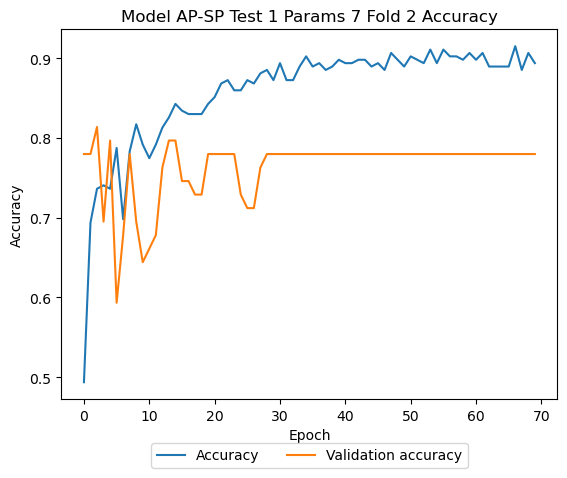 Model AP-SP Test 1 Params 7 Fold 2 Accuracy
Accuracy
0.9
0.8
0.7
0.6
0.5
0 10 20 30 40 50 60 70
Epoch
Accuracy Validation accuracy